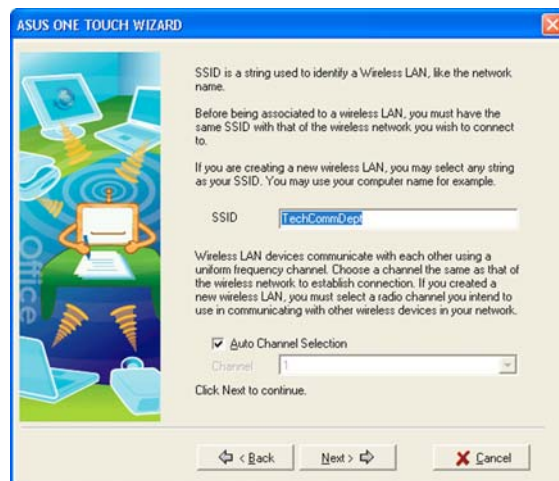 ASUS ONE TOUCH WIZARD
SSID is a string used to identify a Wireless LAN, like the network
name.
Before being associated to a wireless LAN, you must have the
same SSID with that of the wireless network you wish to connect
to.
If you are creating a new wireless LAN, you may select any string
as your SSID. You may use your computer name for example.
SSID TechCommDept
Wireless LAN devices communicate with each other using a
uniform frequency channel. Choose a channel the same as that of
the wireless network to establish connection. If you created a
new wireless LAN, you must select a radio channel you intend to
use in communicating with other wireless devices in your network.
Auto Channel Selection
Channel 1
Click Next to continue.
Office
< Back Next > Cancel